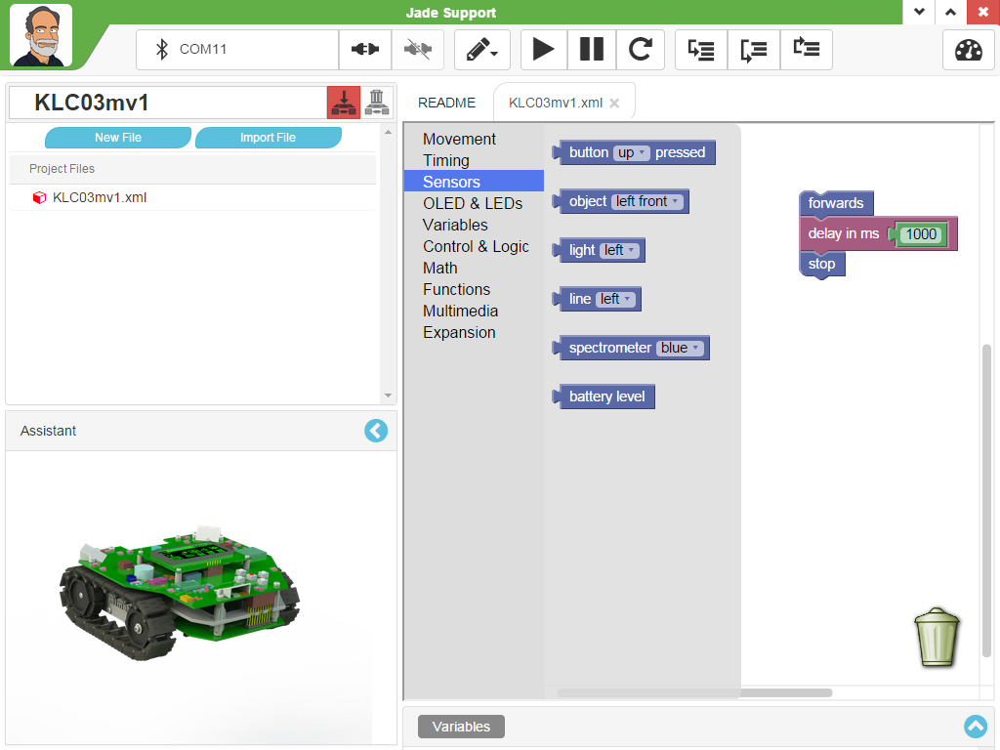 Jade Support
COM11
KLC03mv1
New File
Import File
Project Files
KLC03mv1.xml
Assistant
README
KLC03mv1.xml
Movement
Timing
Sensors
OLED & LEDs
Variables
Control & Logic
Math
Functions
Multimedia
Expansion
button up pressed
object left front
light left
line left
spectrometer blue
battery level
forwards
delay in ms 1000
stop
Variables